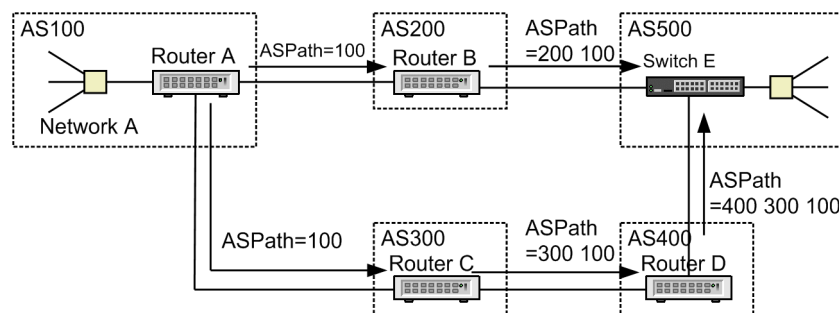 AS100
Router A
ASPath=100
Network A
AS200
Router B
ASPath
=200 100
AS500
Switch E
ASPath
=400 300 100
ASPath=100
AS300
Router C
ASPath
=300 100
AS400
Router D